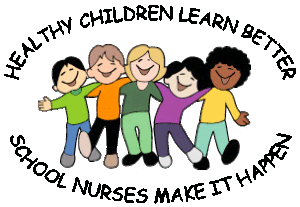 HEALTHY CHILDREN LEARN BETTER
SCHOOL NURSES MAKE IT HAPPEN